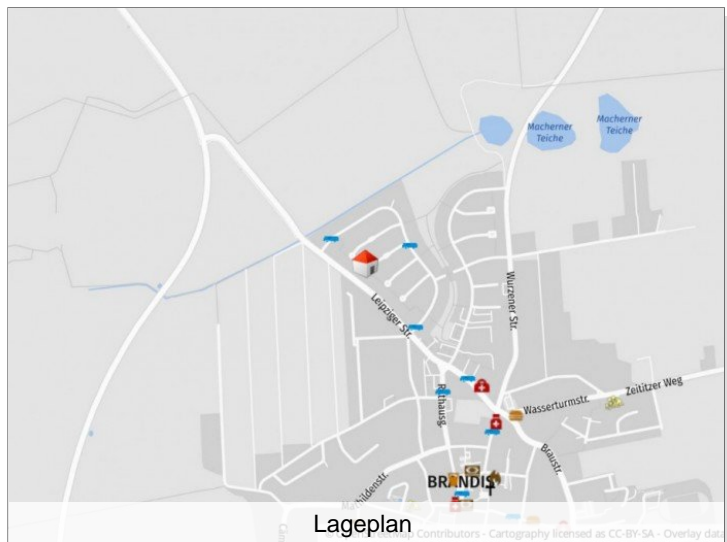 Macherner
Teiche
Macherner
Teiche
Leipziger Str.
Wurzener Str.
Rathausg.
Wasserturmstr.
Zeititzer Weg
Braustr.
BRANDIS
Mathildenstr.
Lageplan
© OpenStreetMap Contributors - Cartography licensed as CC-BY-SA - Overlay data